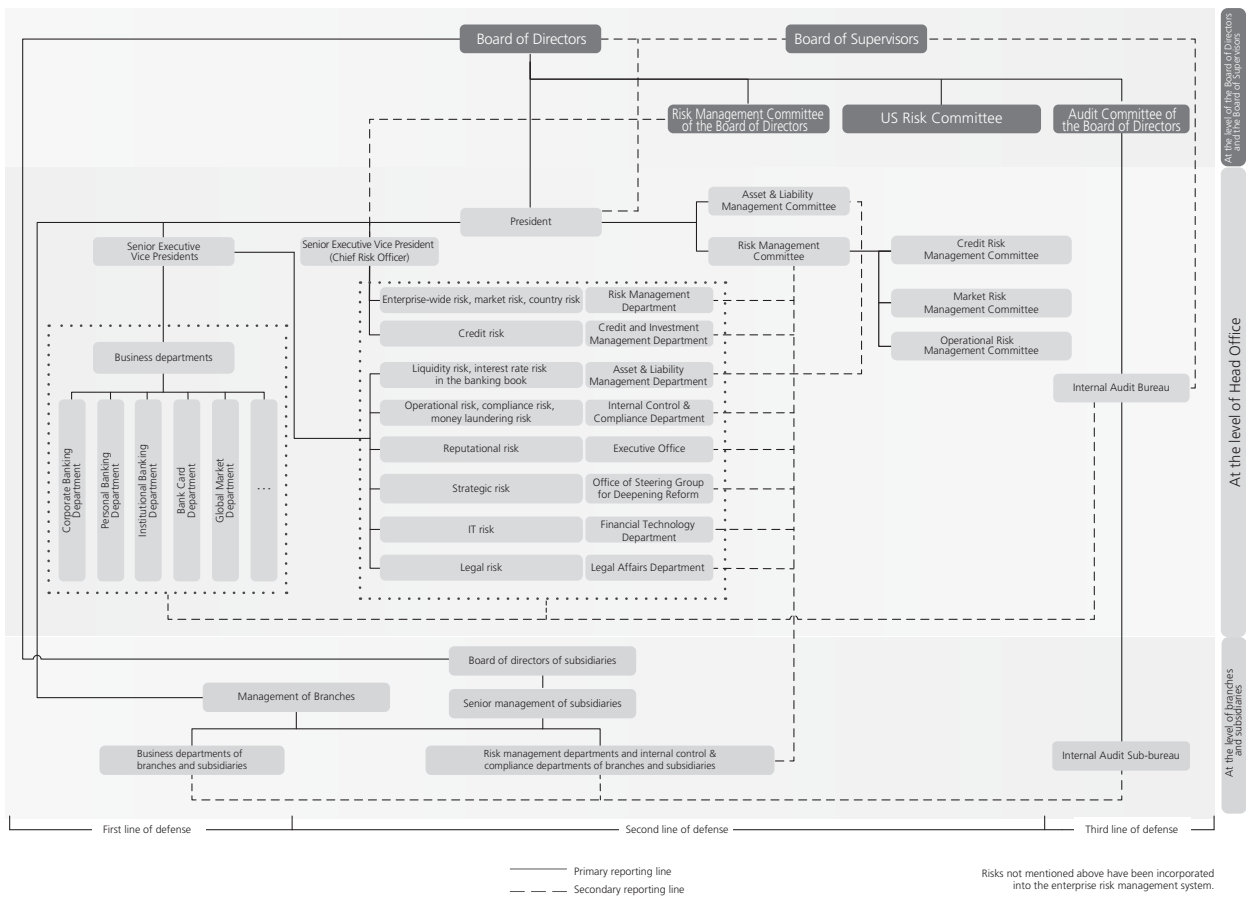 Board of Directors
Board of Supervisors
Risk Management Committee
of the Board of Directors
US Risk Committee
Audit Committee of
the Board of Directors
At the level of the Board of Directors
and the Board of Supervisors
President
Asset & Liability
Management Committee
Senior Executive
Vice Presidents
Senior Executive Vice President
(Chief Risk Officer)
Risk Management
Committee
Credit Risk
Management Committee
Market Risk
Management Committee
Operational Risk
Management Committee
Enterprise-wide risk, market risk, country risk
Risk Management
Department
Credit risk
Credit and Investment
Management Department
Liquidity risk, interest rate risk
in the banking book
Asset & Liability
Management Department
Operational risk, compliance risk,
money laundering risk
Internal Control &
Compliance Department
Reputational risk
Executive Office
Strategic risk
Office of Steering Group
for Deepening Reform
IT risk
Financial Technology
Department
Legal risk
Legal Affairs Department
Business departments
Corporate Banking
Department
Personal Banking
Department
Institutional Banking
Department
Bank Card
Department
Global Market
Department
...
Internal Audit Bureau
At the level of Head Office
Board of directors of subsidiaries
Management of Branches
Senior management of subsidiaries
Business departments of
branches and subsidiaries
Risk management departments and internal control &
compliance departments of branches and subsidiaries
Internal Audit Sub-bureau
At the level of branches
and subsidiaries
First line of defense
Second line of defense
Third line of defense
Primary reporting line
Secondary reporting line
Risks not mentioned above have been incorporated
into the enterprise risk management system.